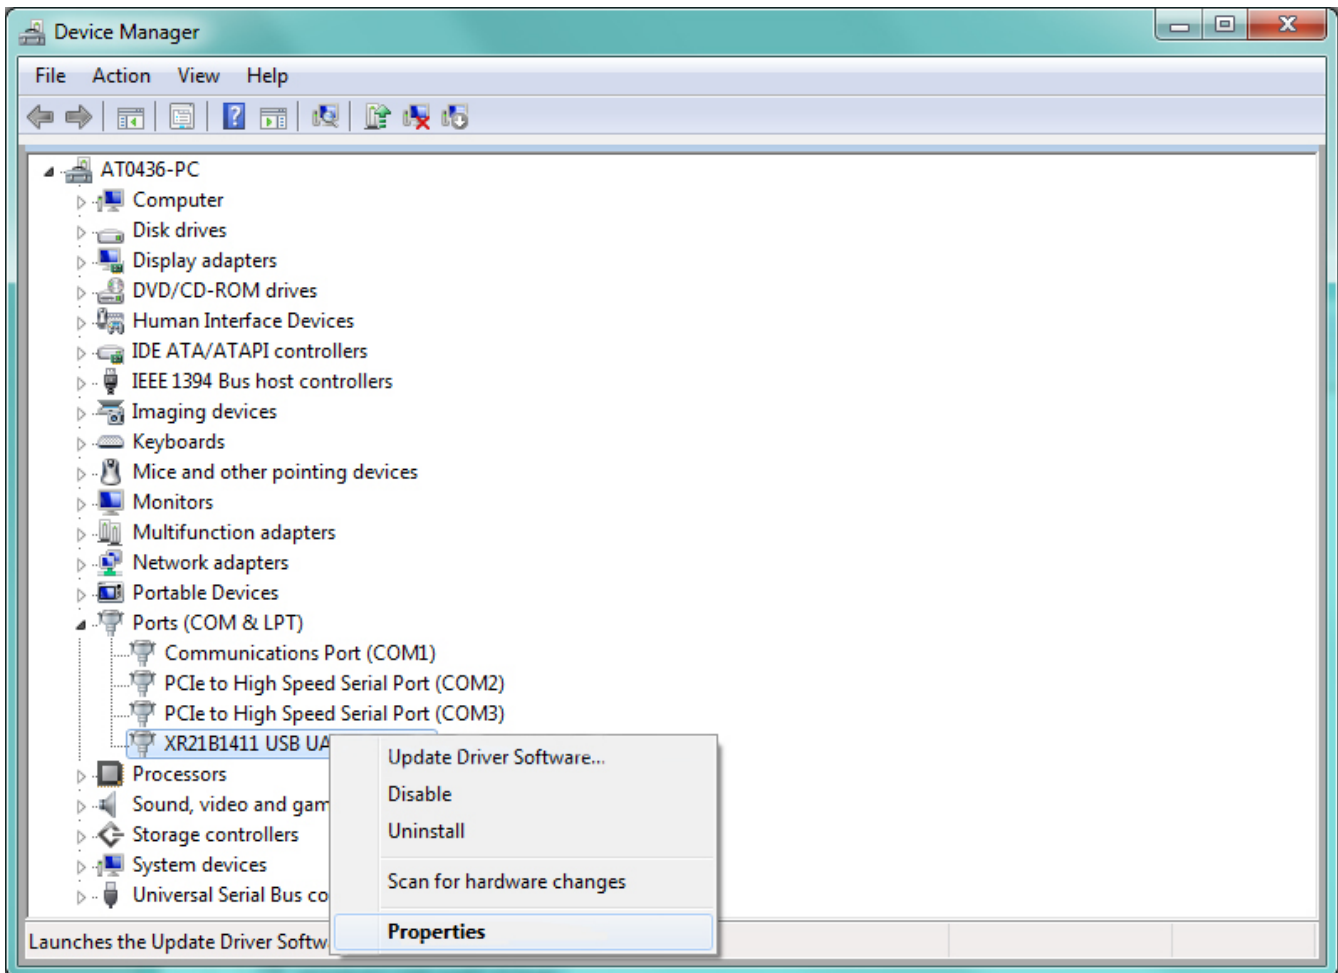 Device Manager
File Action View Help
AT0436-PC
Computer
Disk drives
Display adapters
DVD/CD-ROM drives
Human Interface Devices
IDE ATA/ATAPI controllers
IEEE 1394 Bus host controllers
Imaging devices
Keyboards
Mice and other pointing devices
Monitors
Multifunction adapters
Network adapters
Portable Devices
Ports (COM & LPT)
Communications Port (COM1)
PCIe to High Speed Serial Port (COM2)
PCIe to High Speed Serial Port (COM3)
XR21B1411 USB UA
Processors
Sound, video and gam
Storage controllers
System devices
Universal Serial Bus co
Update Driver Software...
Disable
Uninstall
Scan for hardware changes
Properties
Launches the Update Driver Softw